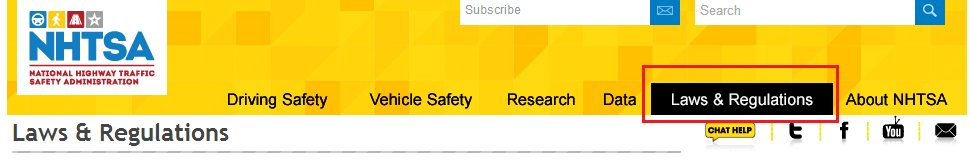 Subscribe
Search
NHTSA
NATIONAL HIGHWAY TRAFFIC
SAFETY ADMINISTRATION
Driving Safety Vehicle Safety Research Data Laws & Regulations About NHTSA
Laws & Regulations
CHAT HELP t f You